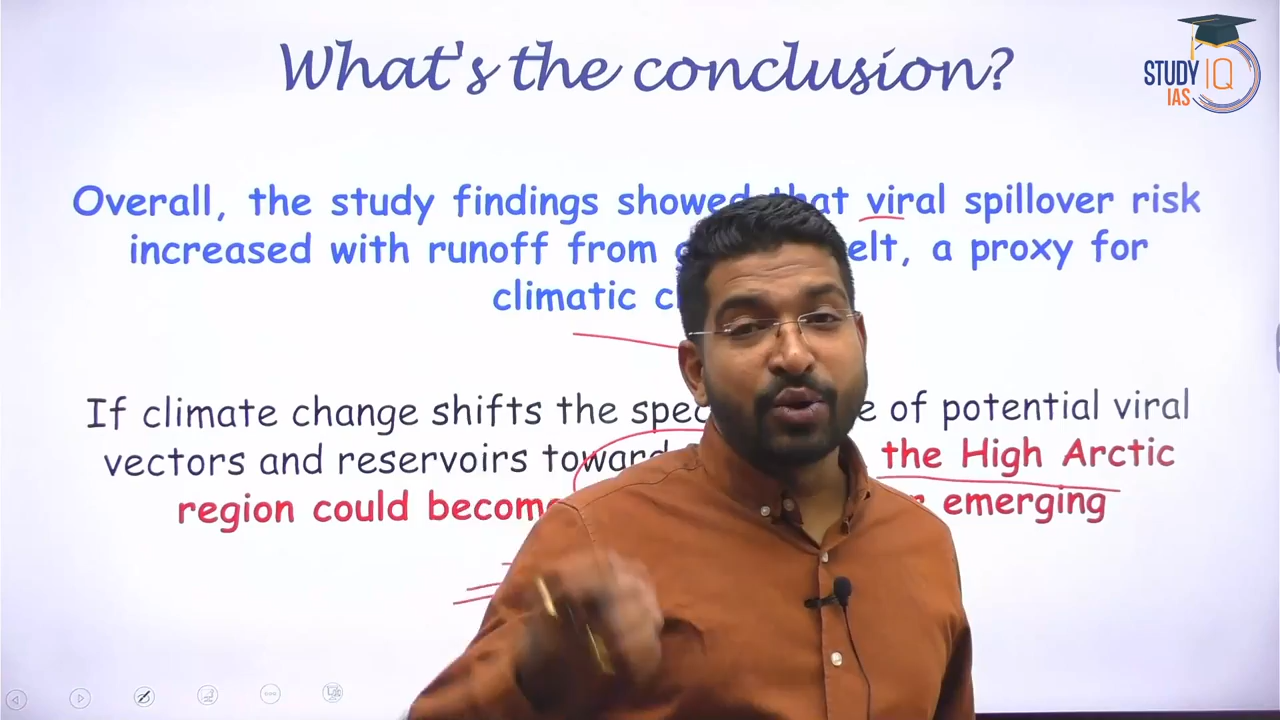 What's the conclusion?
STUDY IQ
IAS
Overall, the study findings showed that viral spillover risk
increased with runoff from elt, a proxy for
climatic c
If climate change shifts the spec e of potential viral
vectors and reservoirs toward the High Arctic
region could become r emerging